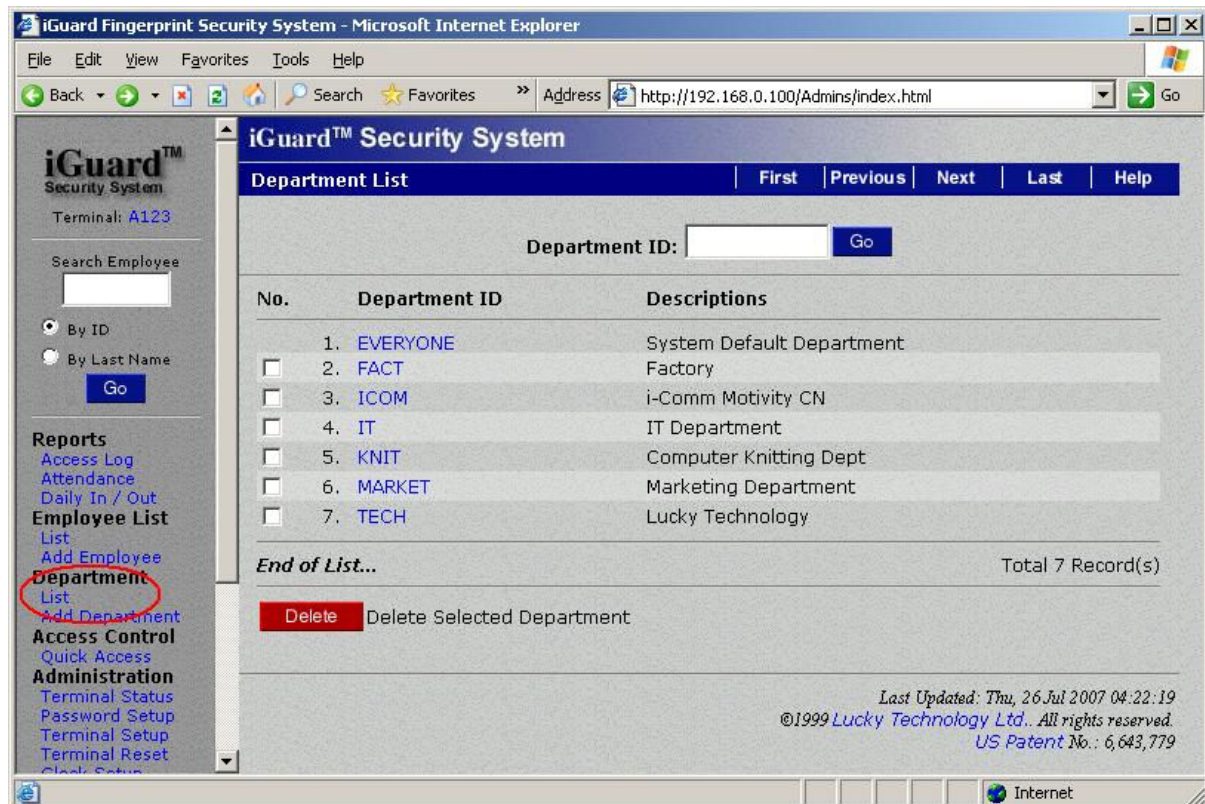 iGuard Fingerprint Security System - Microsoft Internet Explorer
File Edit View Favorites Tools Help
Back Search Favorites » Address http://192.168.0.100/Admins/index.html Go
iGuard™
Security System
Terminal: A123
Search Employee
By ID
By Last Name
Go
Reports
Access Log
Attendance
Daily In / Out
Employee List
List
Add Employee
Department
List
Add Department
Access Control
Quick Access
Administration
Terminal Status
Password Setup
Terminal Setup
Terminal Reset
Clock Setup
iGuard™ Security System
Department List First Previous Next Last Help
Department ID: Go
No. Department ID Descriptions
1. EVERYONE System Default Department
2. FACT Factory
3. ICOM i-Comm Motivity CN
4. IT IT Department
5. KNIT Computer Knitting Dept
6. MARKET Marketing Department
7. TECH Lucky Technology
End of List... Total 7 Record(s)
Delete Delete Selected Department
Last Updated: Thu, 26 Jul 2007 04:22:19
©1999 Lucky Technology Ltd.. All rights reserved.
US Patent No.: 6,643,779
Internet